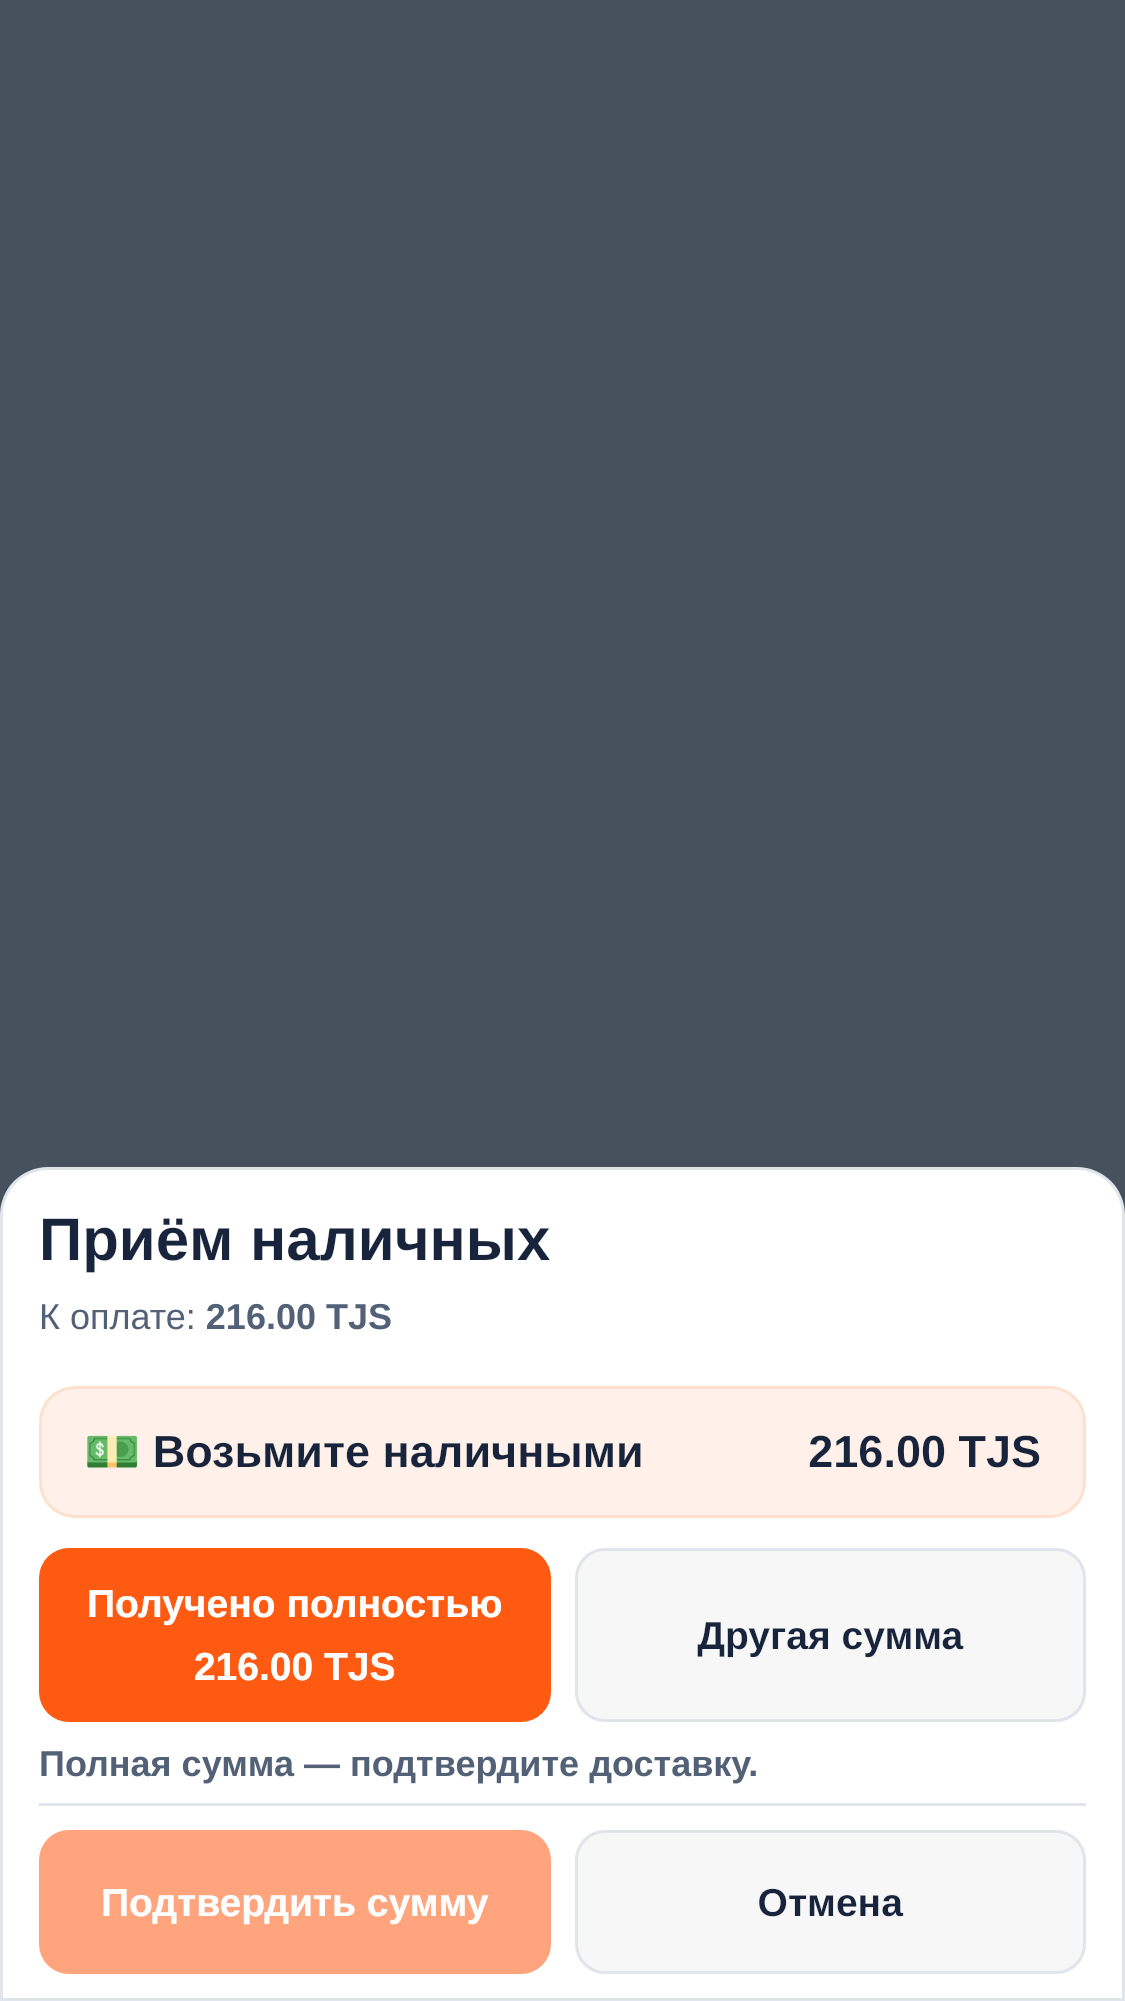 Приём наличных
К оплате: 216.00 TJS
💵 Возьмите наличными 216.00 TJS
Получено полностью
216.00 TJS
Другая сумма
Полная сумма — подтвердите доставку.
Подтвердить сумму
Отмена